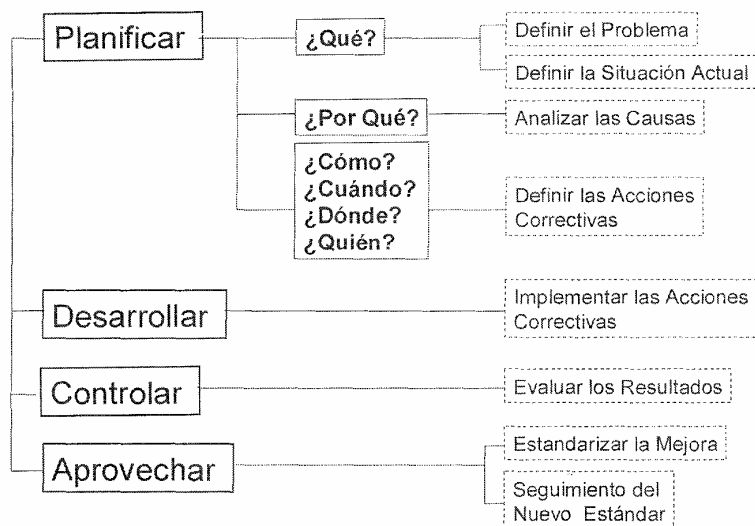 Planificar
¿Qué?
Definir el Problema
Definir la Situación Actual
¿Por Qué?
Analizar las Causas
¿Cómo?
¿Cuándo?
¿Dónde?
¿Quién?
Definir las Acciones
Correctivas
Desarrollar
Implementar las Acciones
Correctivas
Controlar
Evaluar los Resultados
Aprovechar
Estandarizar la Mejora
Seguimiento del
Nuevo Estándar